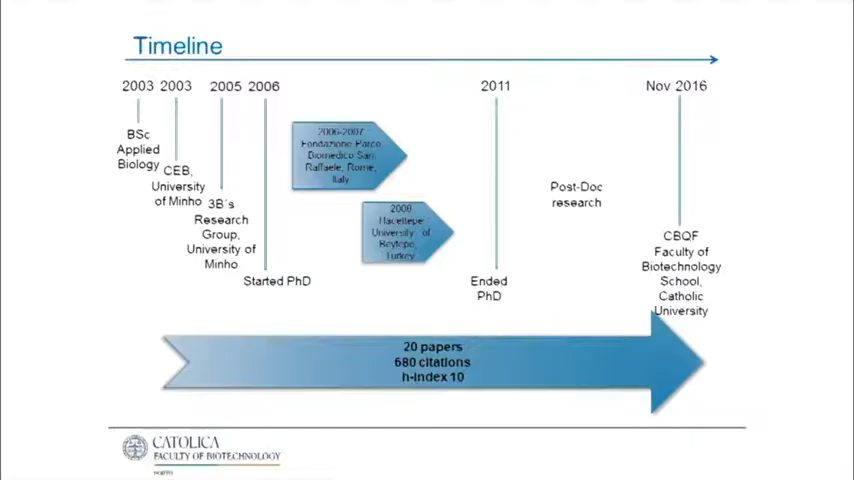 Timeline
2003
2003
2005
2006
2011
Nov 2016
BSc
Applied
Biology
CEB,
University
of Minho
3B´s
Research
Group,
University of
Minho
Started PhD
2006-2007
Fondazione Parco
Biomedico San
Raffaele, Rome,
Italy
2008
Hacettepe
University of
Beytepe,
Turkey
Ended
PhD
Post-Doc
research
CBQF
Faculty of
Biotechnology
School,
Catholic
University
20 papers
680 citations
h-index 10
CATOLICA
FACULTY OF BIOTECHNOLOGY
PORTO